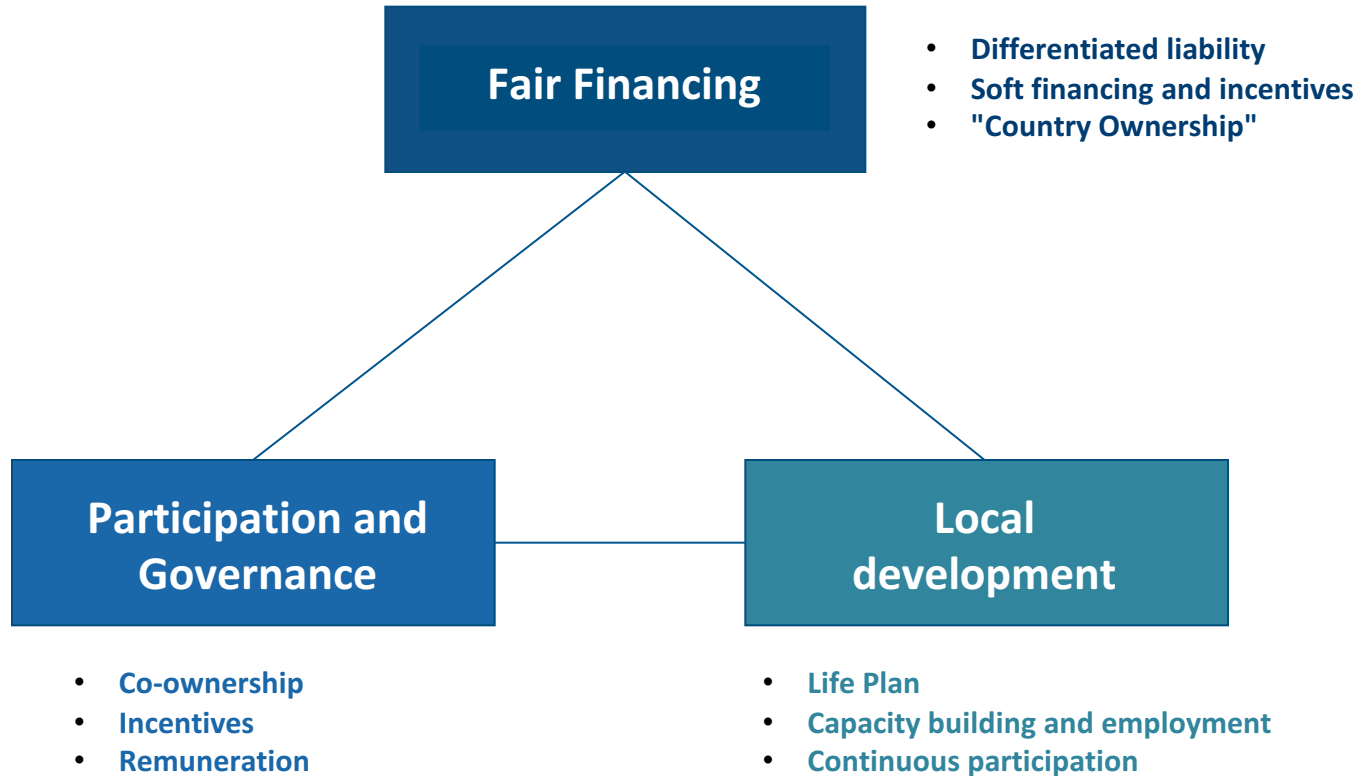 Fair Financing
• Differentiated liability
• Soft financing and incentives
• "Country Ownership"
Participation and
Governance
Local
development
• Co-ownership
• Incentives
• Remuneration
• Life Plan
• Capacity building and employment
• Continuous participation